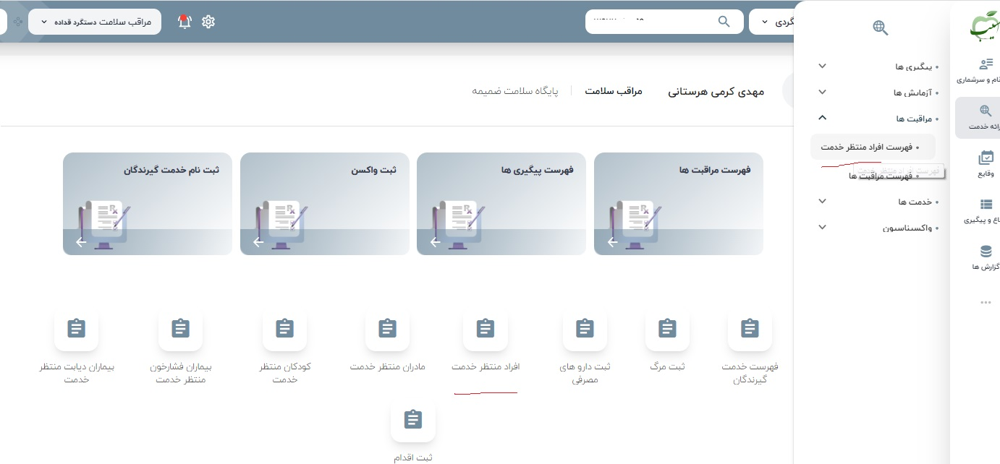 سیب
گردی
مراقب سلامت دستگرد قداده
نام و سرشماری
ارائه خدمت
وقایع
ارجاع و پیگیری
گزارش ها
پیگیری ها
آزمایش ها
مراقبت ها
فهرست افراد منتظر خدمت
فهرست مراقبت ها
خدمت ها
واکسیناسیون
مهدی کرمی هرستانی
مراقب سلامت
پایگاه سلامت ضمیمه
فهرست مراقبت ها
فهرست پیگیری ها
ثبت واکسن
ثبت نام خدمت گیرندگان
فهرست خدمت گیرندگان
ثبت مرگ
ثبت دارو های مصرفی
افراد منتظر خدمت
مادران منتظر خدمت
کودکان منتظر خدمت
بیماران فشارخون منتظر خدمت
بیماران دیابت منتظر خدمت
ثبت اقدام